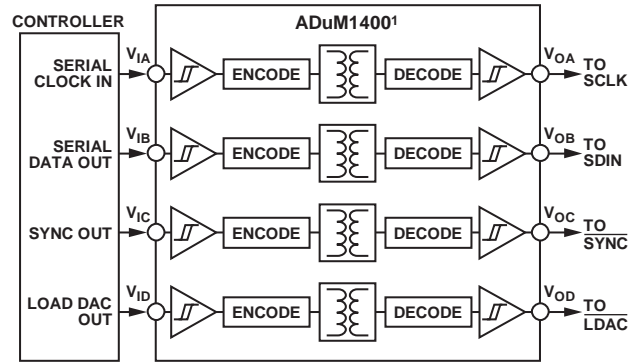 CONTROLLER
ADuM1400¹
SERIAL
CLOCK IN
V_IA
ENCODE
DECODE
V_OA
TO
SCLK
SERIAL
DATA OUT
V_IB
ENCODE
DECODE
V_OB
TO
SDIN
SYNC OUT
V_IC
ENCODE
DECODE
V_OC
TO
SYNC
LOAD DAC
OUT
V_ID
ENCODE
DECODE
V_OD
TO
LDAC